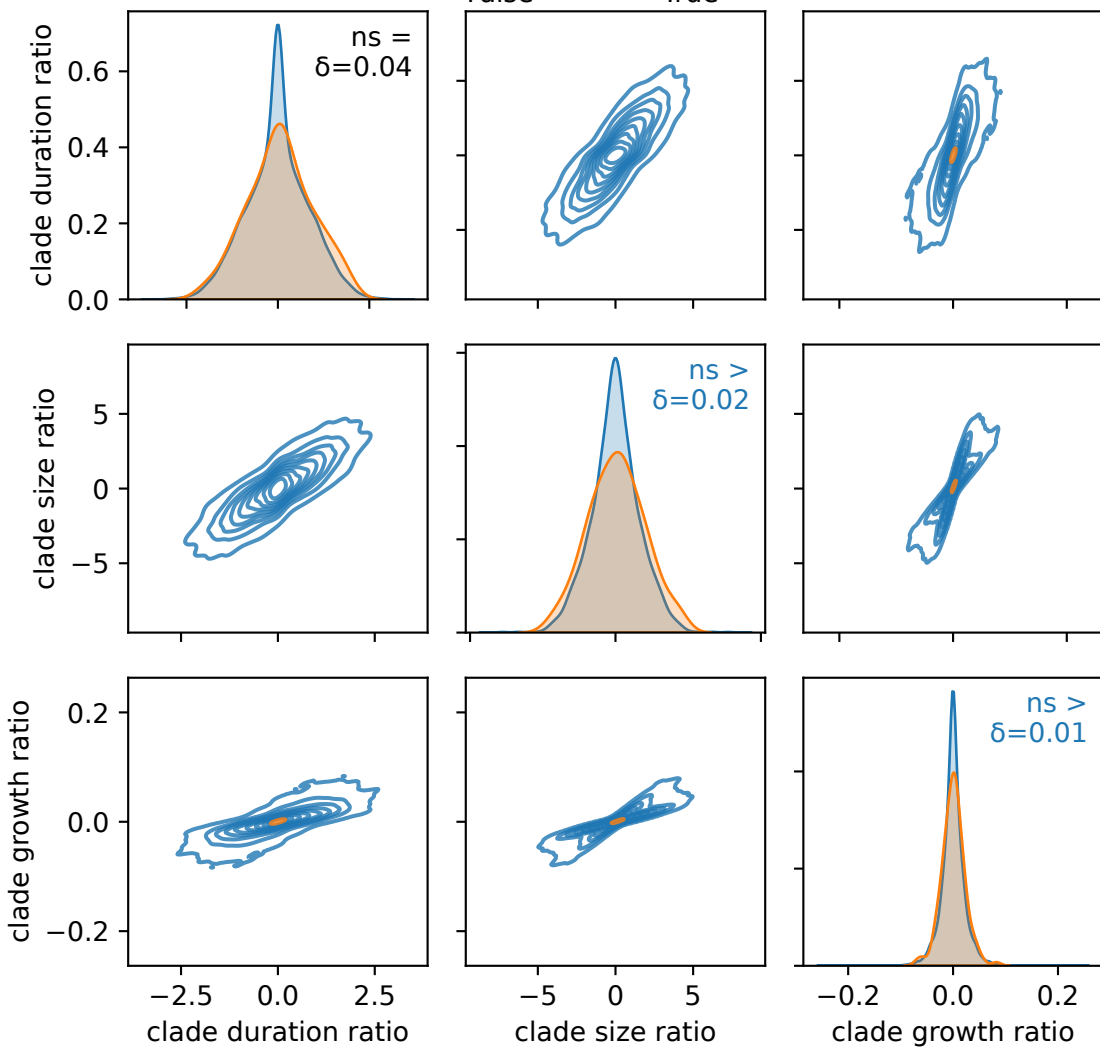 True
clade duration ratio
0.6
0.4
0.2
0.0
ns =
δ=0.04
clade size ratio
5
0
−5
ns >
δ=0.02
clade growth ratio
0.2
0.0
−0.2
ns >
δ=0.01
−2.5 0.0 2.5
−5 0 5
−0.2 0.0 0.2
clade duration ratio
clade size ratio
clade growth ratio